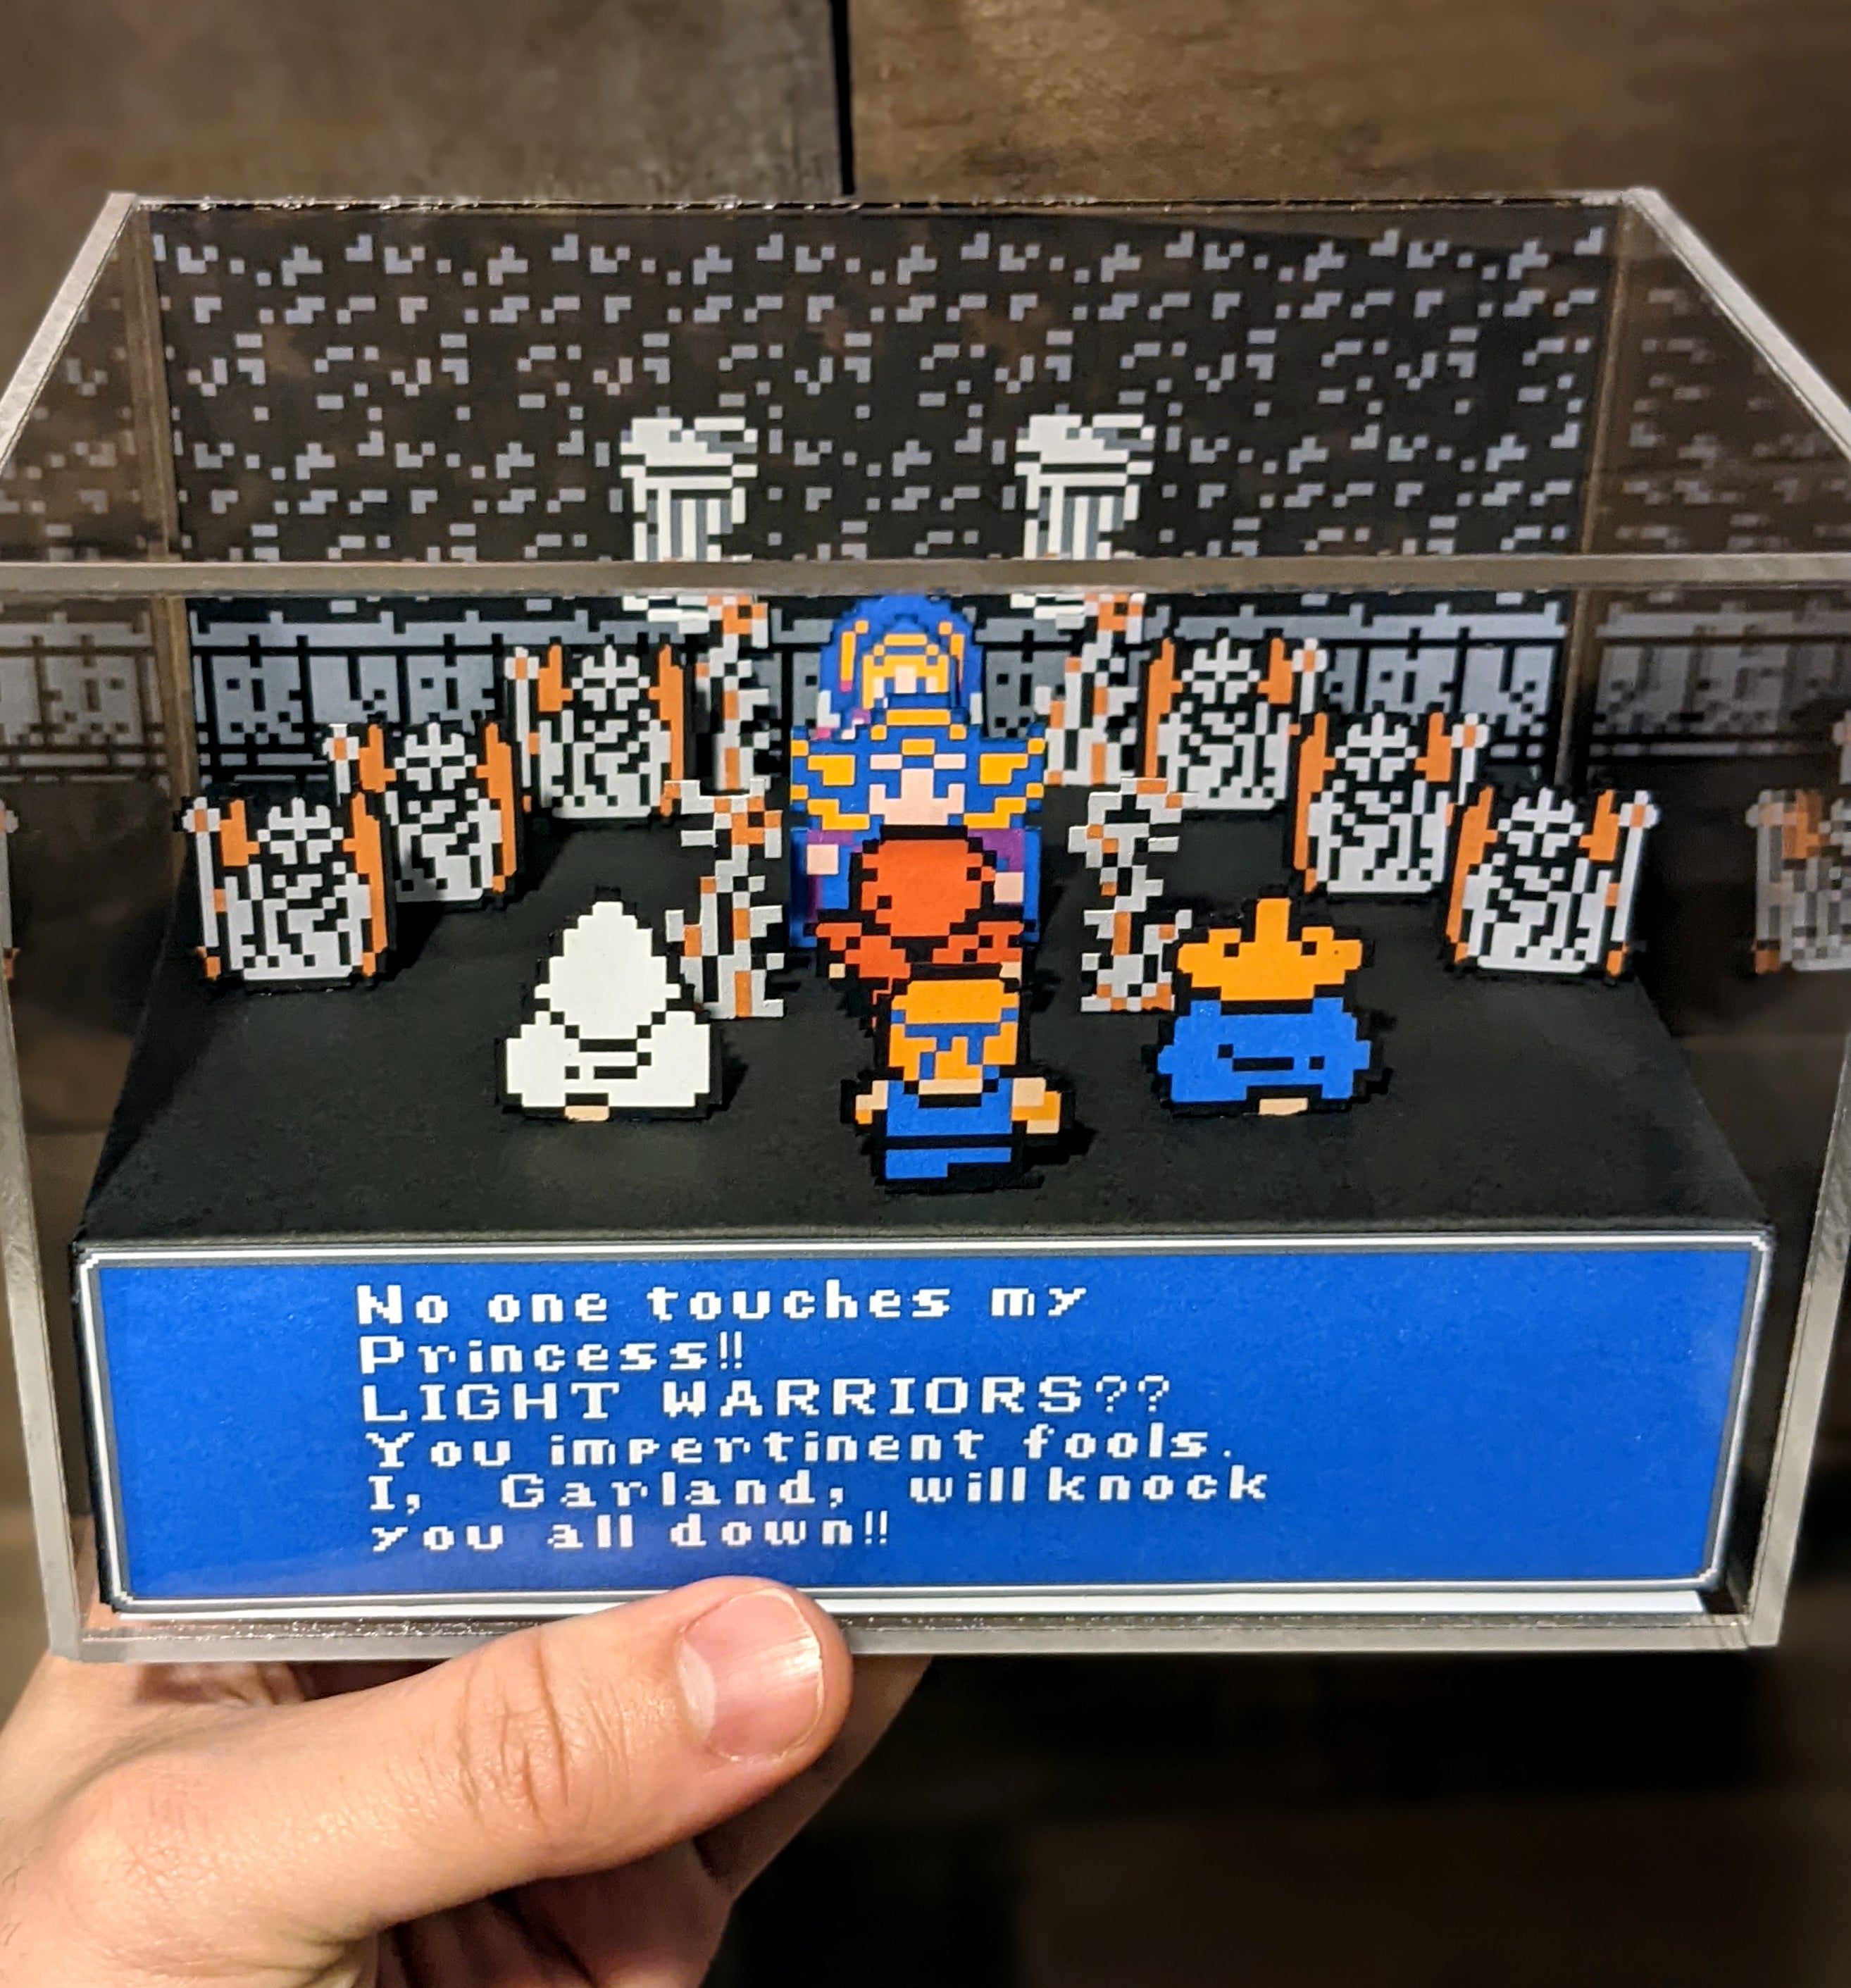 No one touches my
Princess!!
LIGHT WARRIORS??
You impertinent fools.
I, Garland, will knock
you all down!!